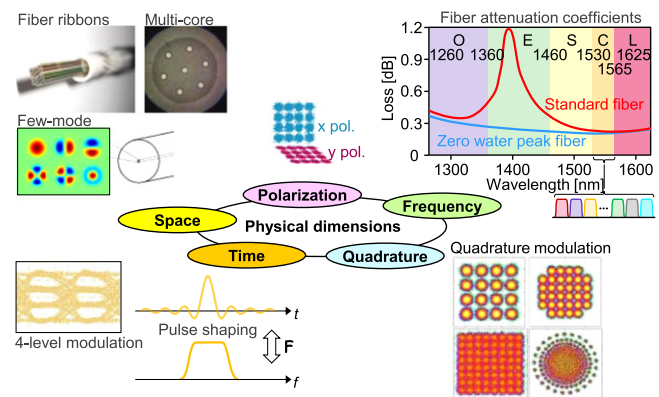 Fiber ribbons
Multi-core
Fiber attenuation coefficients
O E S C L
1260 1360 1460 1530 1625
1565
1.2
0.9
0.6
0.3
0
Loss [dB]
Standard fiber
Zero water peak fiber
1300 1400 1500 1600
Wavelength [nm]
...
Few-mode
x pol.
y pol.
Polarization
Frequency
Space
Physical dimensions
Time
Quadrature
Quadrature modulation
4-level modulation
t
Pulse shaping
F
f